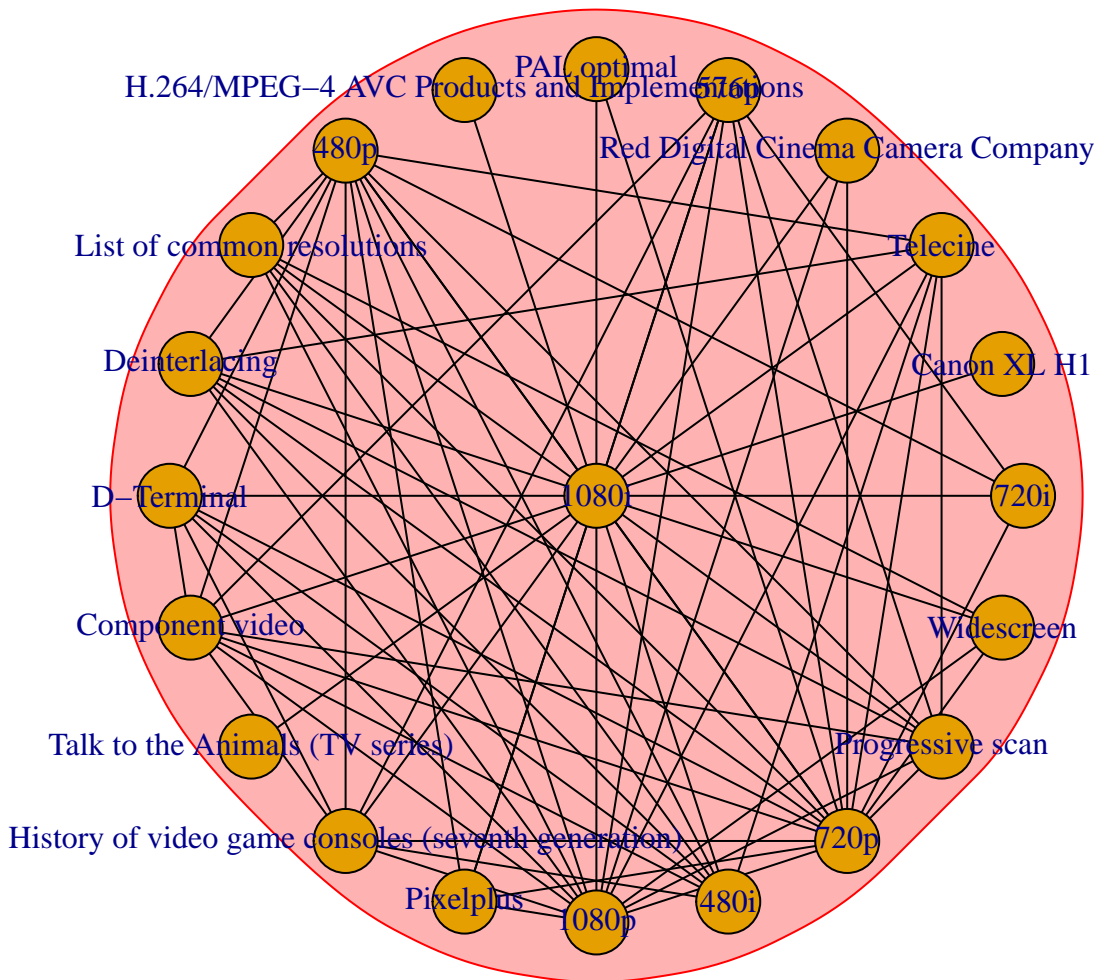 PAL optimal
H.264/MPEG−4 AVC Products and Implementations
576p
480p
Red Digital Cinema Camera Company
List of common resolutions
Telecine
Deinterlacing
Canon XL H1
D−Terminal
1080i
720i
Component video
Widescreen
Talk to the Animals (TV series)
Progressive scan
History of video game consoles (seventh generation)
720p
Pixelplus
480i
1080p